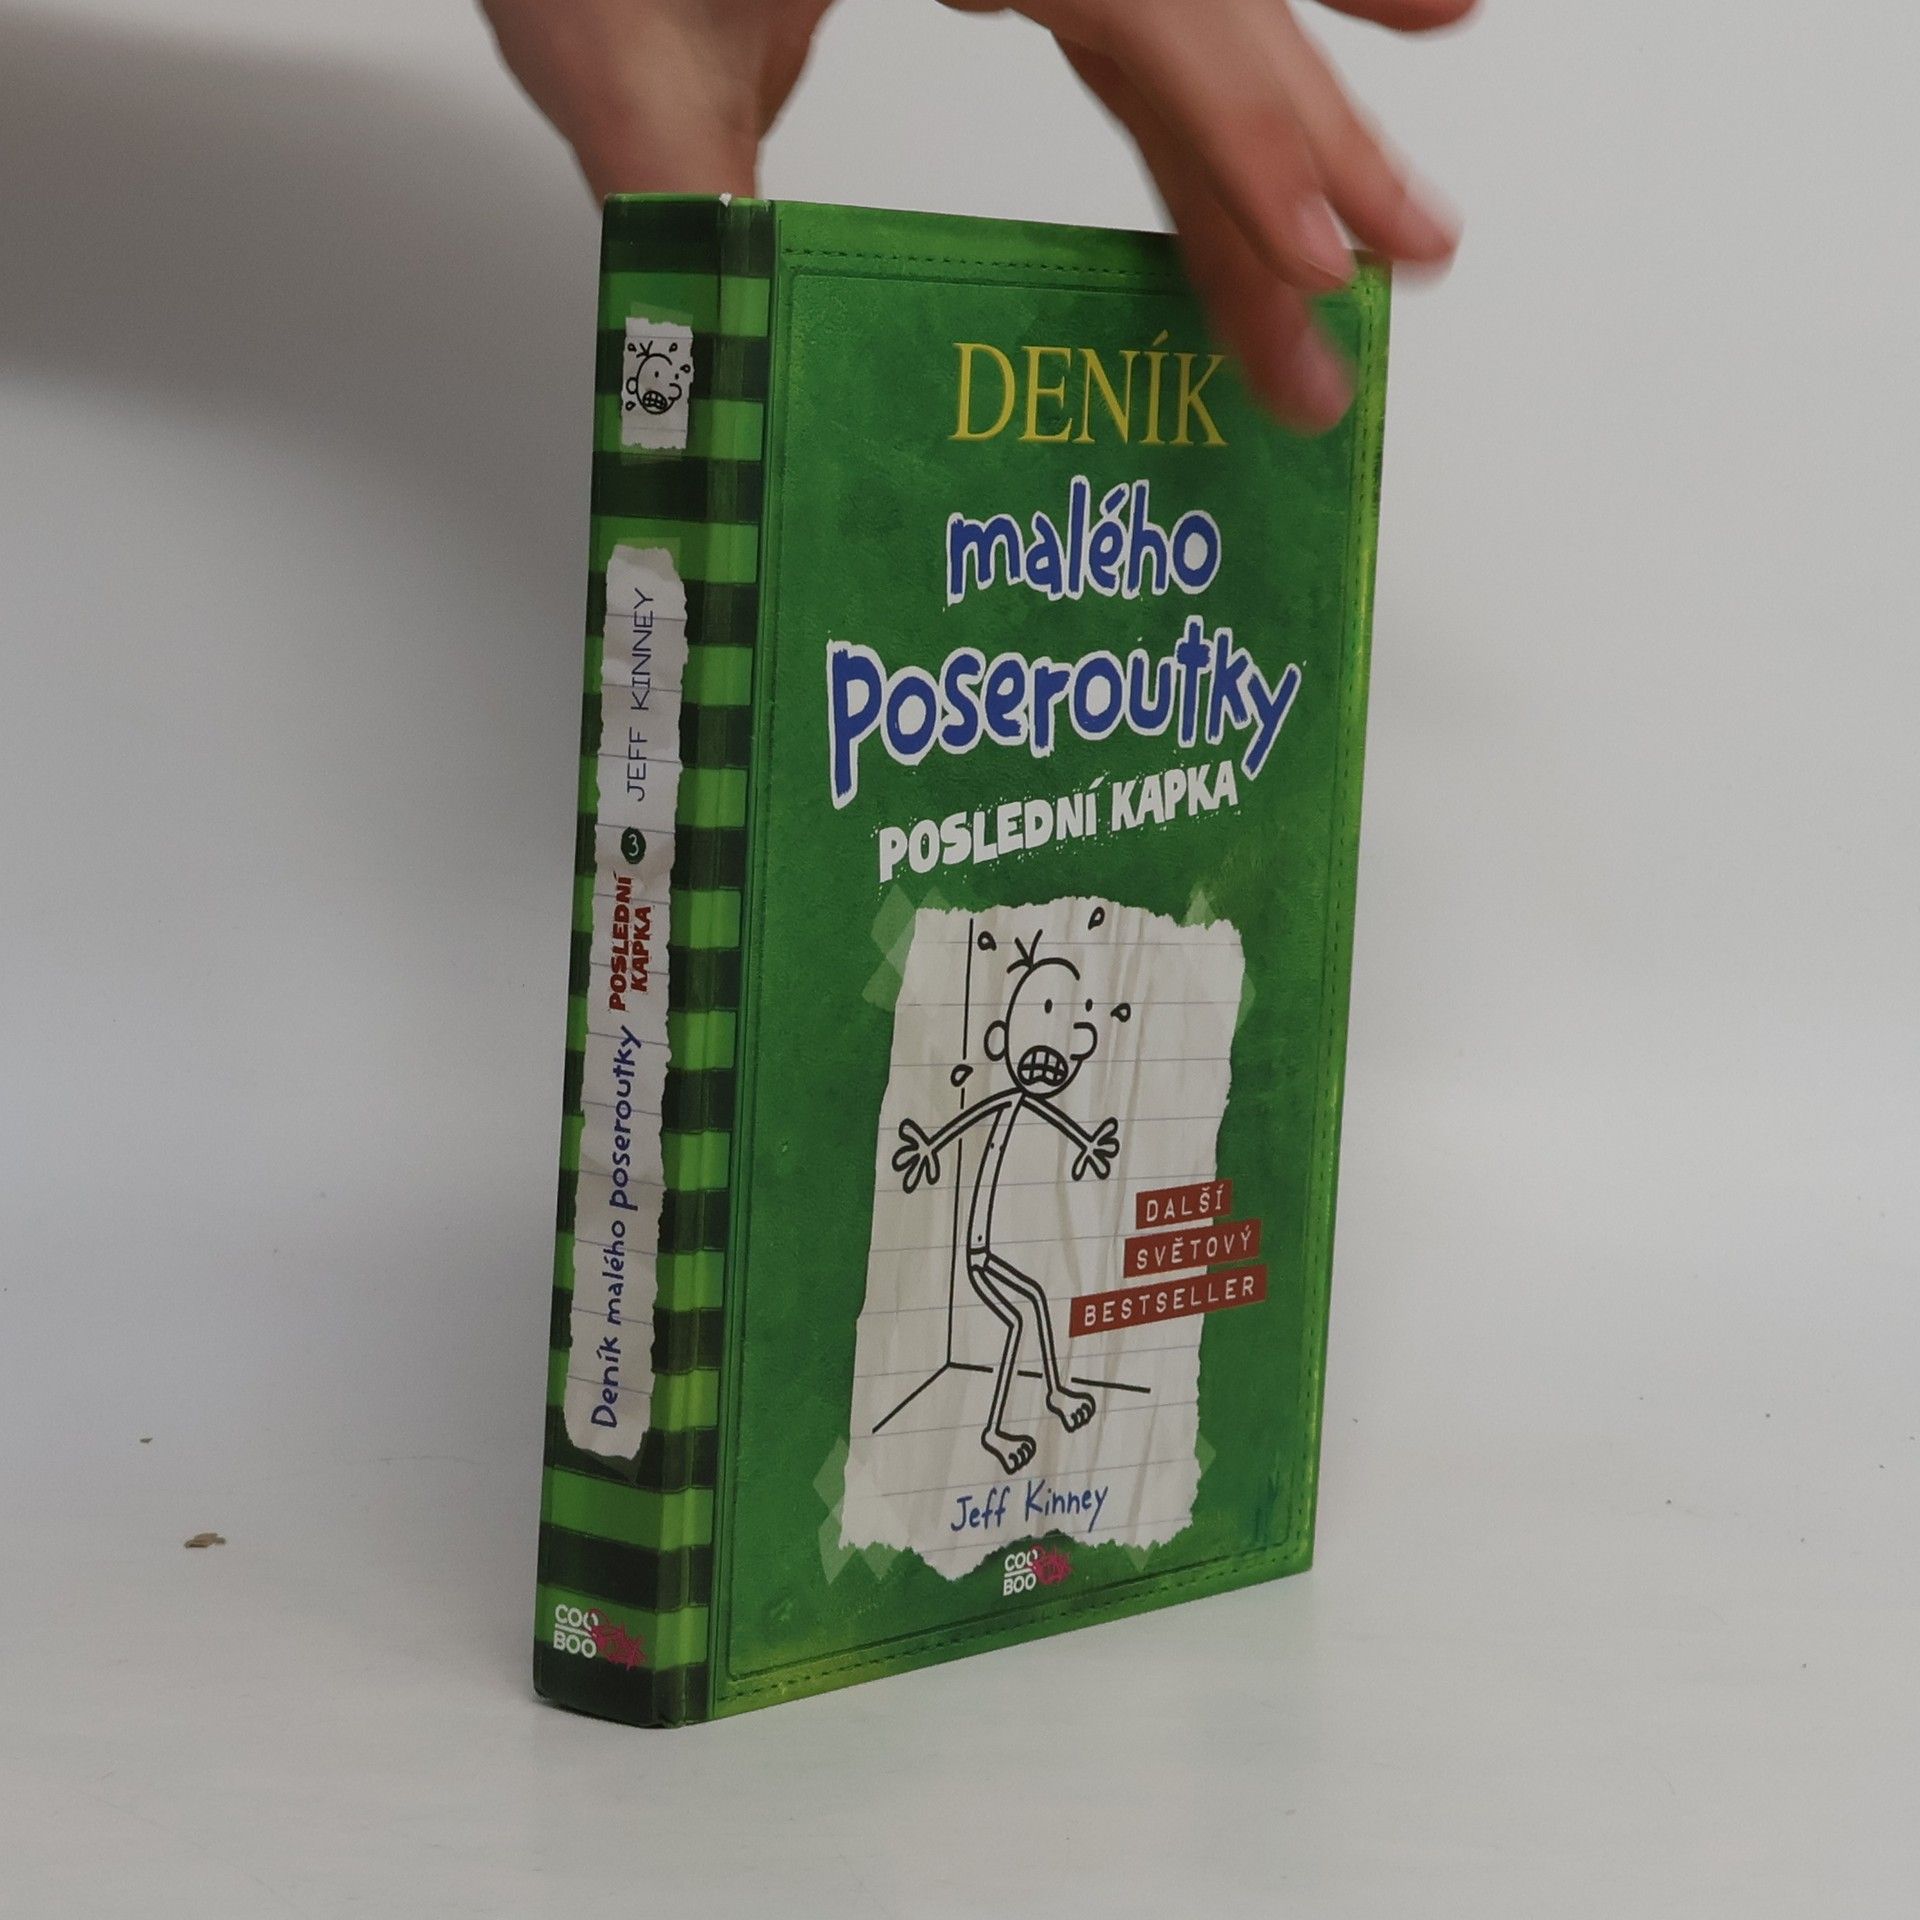 DENÍK
malého
poseroutky
POSLEDNÍ KAPKA
DALŠÍ
SVĚTOVÝ
BESTSELLER
Jeff Kinney
COO
BOO
Deník malého poseroutky POSLEDNÍ KAPKA 3 JEFF KINNEY
COO
BOO